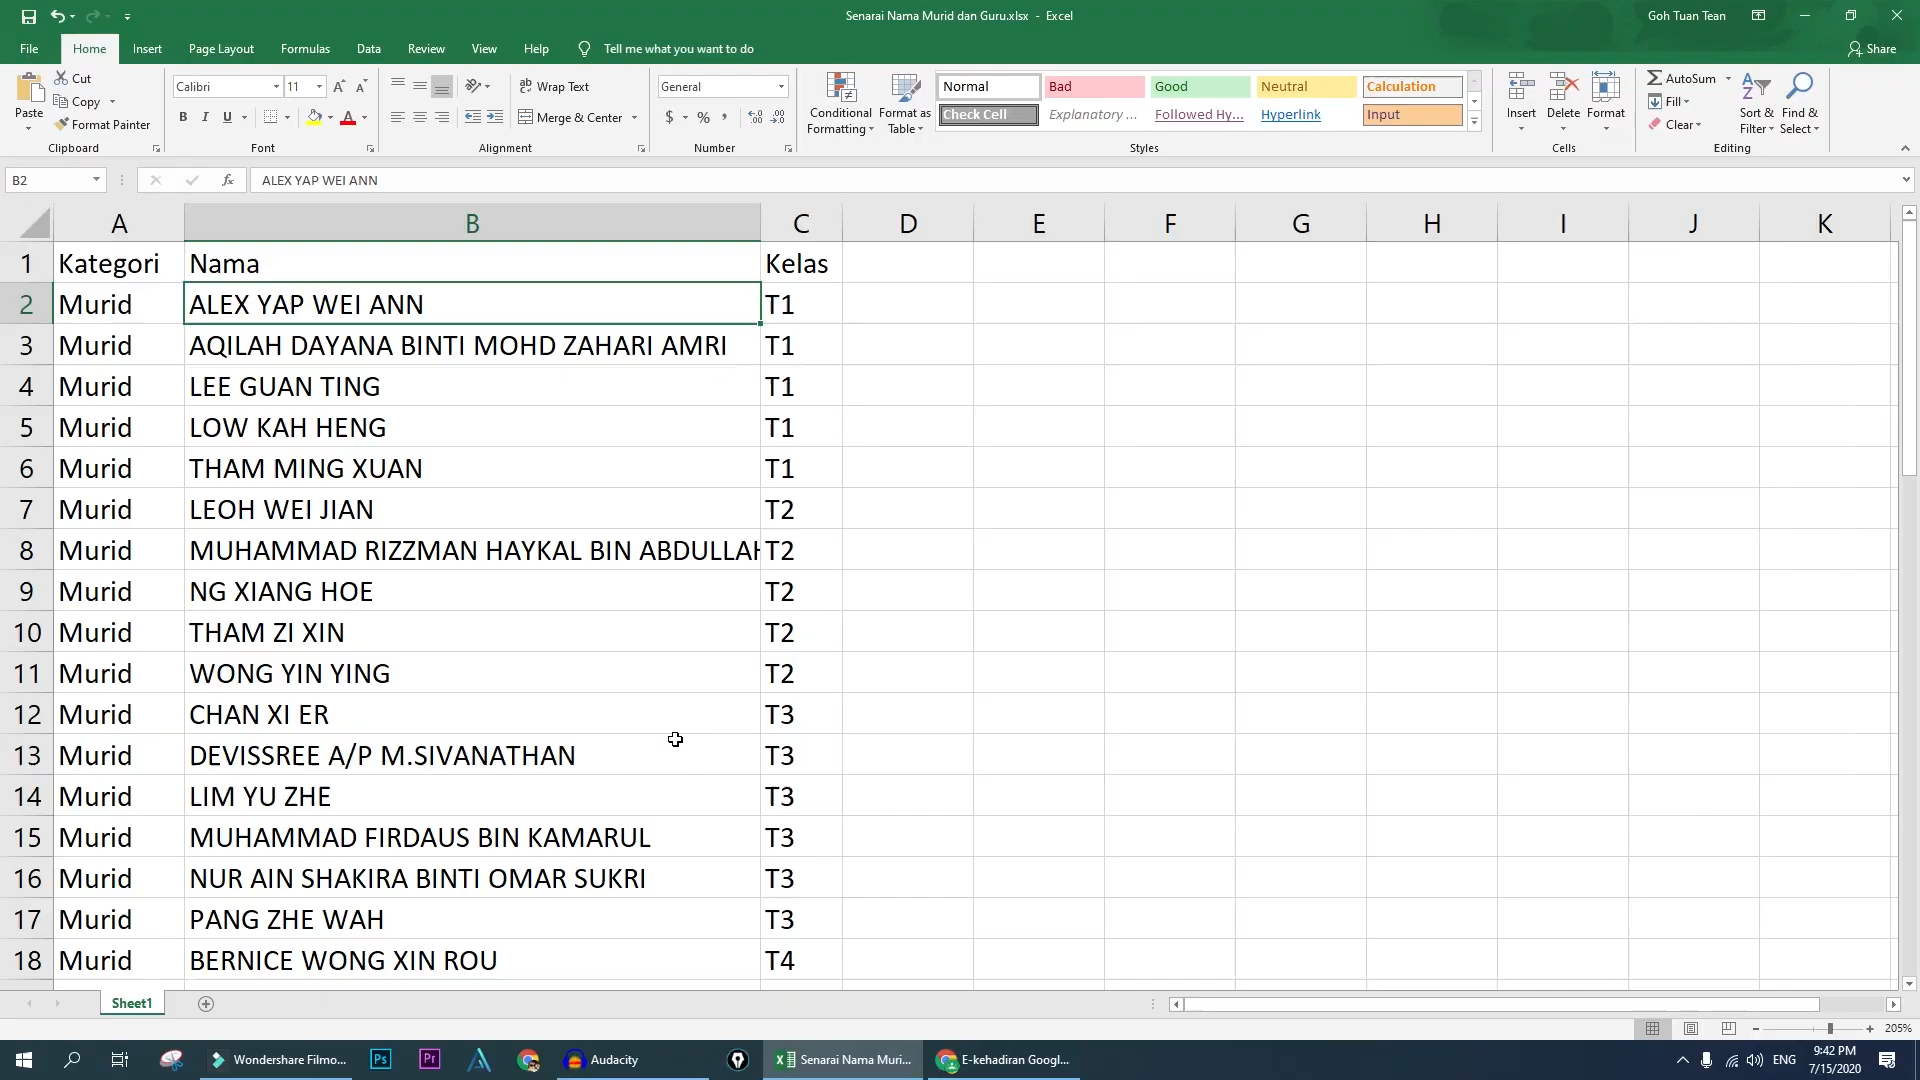 Senarai Nama Murid dan Guru.xlsx - Excel
Goh Tuan Tean
File Home Insert Page Layout Formulas Data Review View Help Tell me what you want to do Share
Cut
Copy
Format Painter
Paste
Clipboard
Calibri 11
B I U
Font
Wrap Text
Merge & Center
Alignment
General
$ % ,
Number
Conditional Formatting
Format as Table
Normal Bad Good Neutral Calculation
Check Cell Explanatory ... Followed Hy... Hyperlink Input
Styles
Insert Delete Format
Cells
AutoSum
Fill
Clear
Sort & Filter
Find & Select
Editing
B2 fx ALEX YAP WEI ANN
A B C D E F G H I J K
1 Kategori Nama Kelas
2 Murid ALEX YAP WEI ANN T1
3 Murid AQILAH DAYANA BINTI MOHD ZAHARI AMRI T1
4 Murid LEE GUAN TING T1
5 Murid LOW KAH HENG T1
6 Murid THAM MING XUAN T1
7 Murid LEOH WEI JIAN T2
8 Murid MUHAMMAD RIZZMAN HAYKAL BIN ABDULLAH T2
9 Murid NG XIANG HOE T2
10 Murid THAM ZI XIN T2
11 Murid WONG YIN YING T2
12 Murid CHAN XI ER T3
13 Murid DEVISSREE A/P M.SIVANATHAN T3
14 Murid LIM YU ZHE T3
15 Murid MUHAMMAD FIRDAUS BIN KAMARUL T3
16 Murid NUR AIN SHAKIRA BINTI OMAR SUKRI T3
17 Murid PANG ZHE WAH T3
18 Murid BERNICE WONG XIN ROU T4
Sheet1
205%
Wondershare Filmo... Ps Pr Audacity Senarai Nama Muri... E-kehadiran Googl... ENG
9:42 PM
7/15/2020